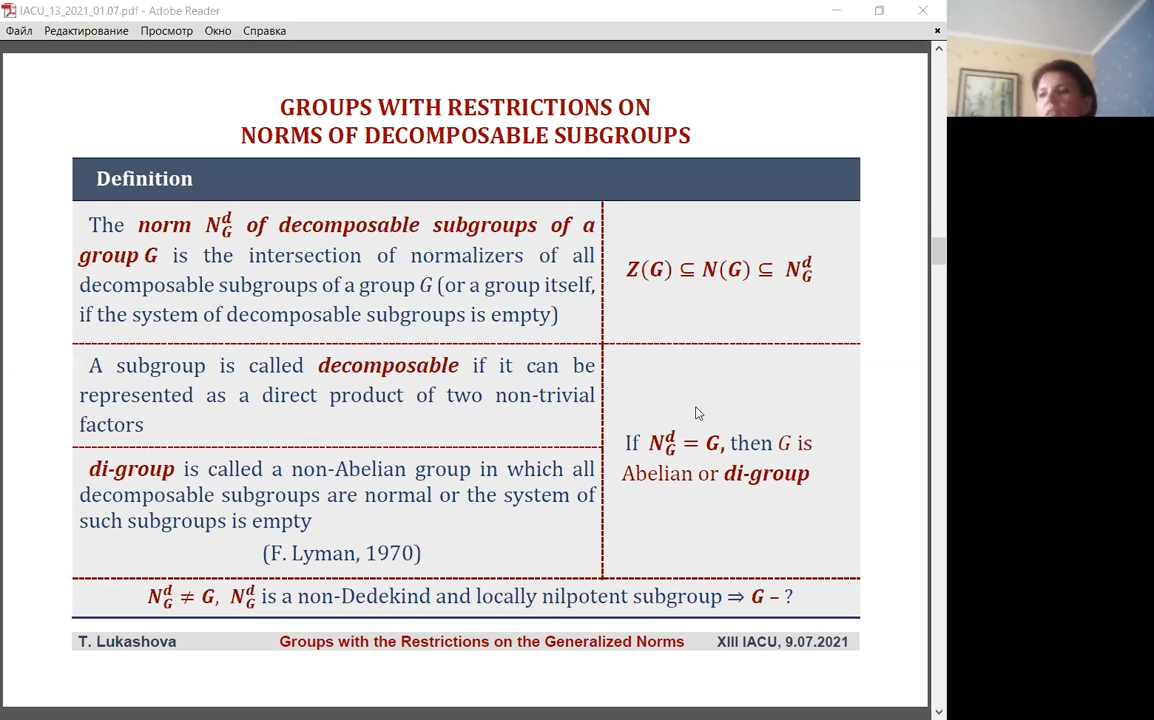 IACU_13_2021_01.07.pdf - Adobe Reader
Файл Редактирование Просмотр Окно Справка
GROUPS WITH RESTRICTIONS ON
NORMS OF DECOMPOSABLE SUBGROUPS
Definition
The norm N_G^d of decomposable subgroups of a
group G is the intersection of normalizers of all
decomposable subgroups of a group G (or a group itself,
if the system of decomposable subgroups is empty)
Z(G) ⊆ N(G) ⊆ N_G^d
A subgroup is called decomposable if it can be
represented as a direct product of two non-trivial
factors
di-group is called a non-Abelian group in which all
decomposable subgroups are normal or the system of
such subgroups is empty
(F. Lyman, 1970)
If N_G^d = G, then G is
Abelian or di-group
N_G^d ≠ G, N_G^d is a non-Dedekind and locally nilpotent subgroup ⇒ G – ?
T. Lukashova Groups with the Restrictions on the Generalized Norms XIII IACU, 9.07.2021